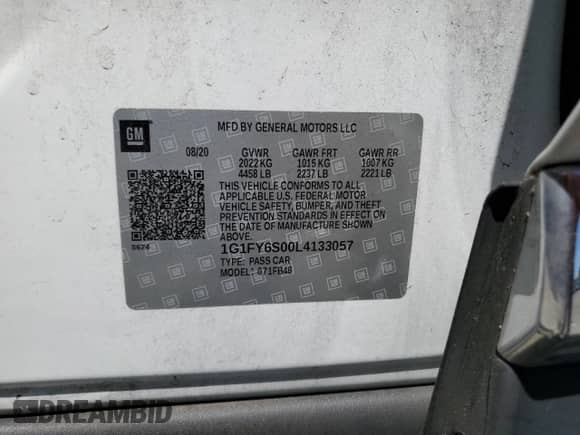 GM
MFD BY GENERAL MOTORS LLC
08/20 GVWR GAWR FRT GAWR RR
2022 KG 1015 KG 1007 KG
4458 LB 2237 LB 2221 LB
THIS VEHICLE CONFORMS TO ALL
APPLICABLE U.S. FEDERAL MOTOR
VEHICLE SAFETY, BUMPER, AND THEFT
PREVENTION STANDARDS IN EFFECT ON
THE DATE OF MANUFACTURE SHOWN
ABOVE.
5674
1G1FY6S00L4133057
TYPE: PASS CAR
MODEL: G71FB48
DREAMBID